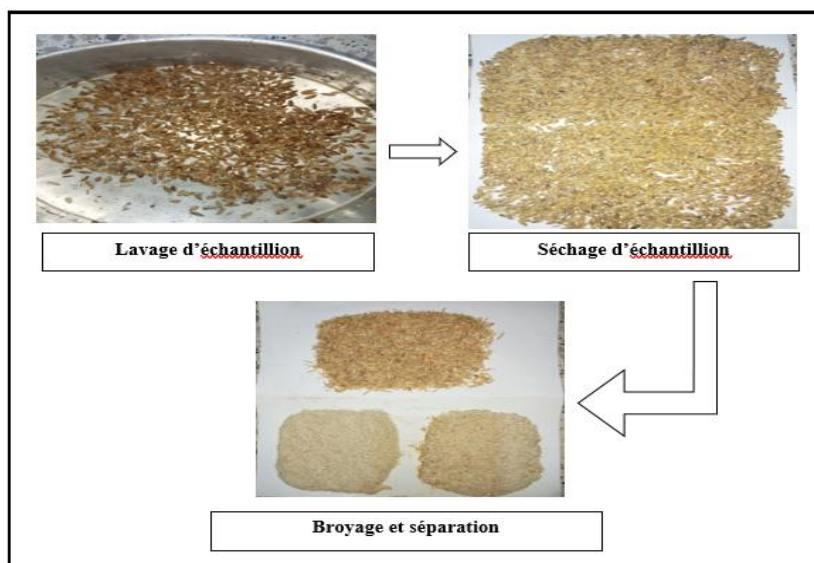 Lavage d’échantillion
Séchage d’échantillion
Broyage et séparation